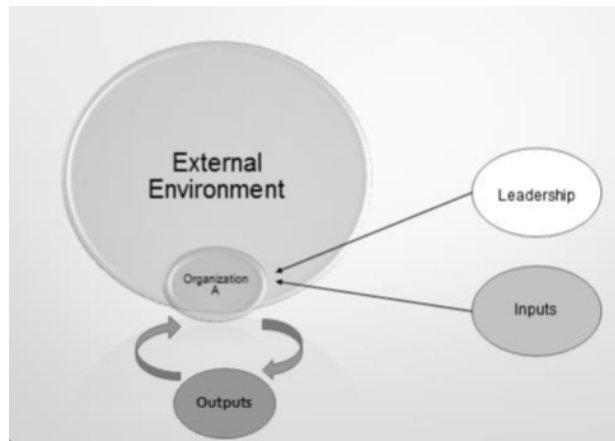 External
Environment
Leadership
Organization
A
Inputs
Outputs